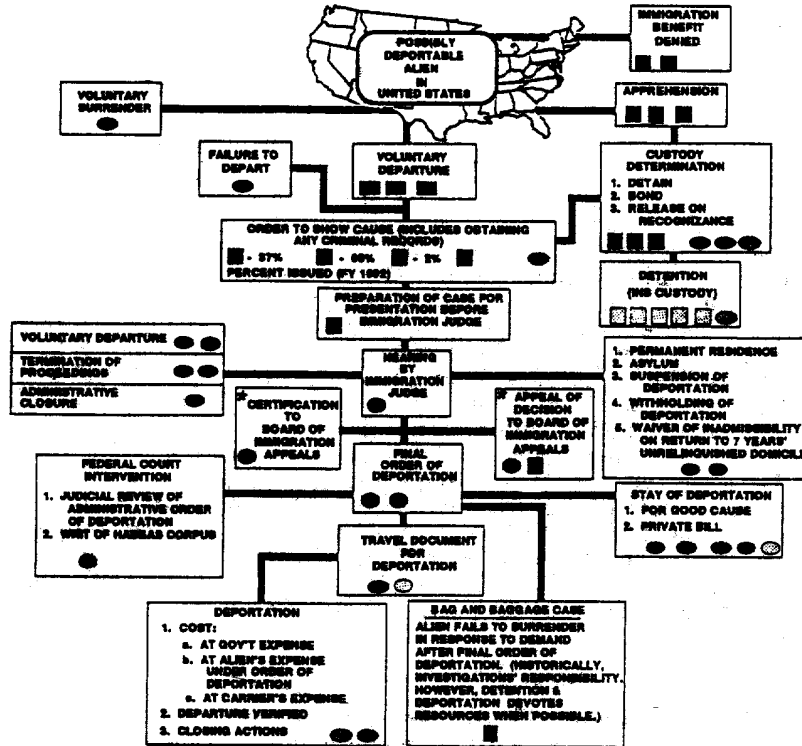 POSSIBLY
DEPORTABLE
ALIEN
IN
UNITED STATES
IMMIGRATION
BENEFIT
DENIED
VOLUNTARY
SURRENDER
APPREHENSION
FAILURE TO
DEPART
VOLUNTARY
DEPARTURE
CUSTODY
DETERMINATION
1. DETAIN
2. BOND
3. RELEASE ON
RECOGNIZANCE
ORDER TO SHOW CAUSE (INCLUDES OBTAINING
ANY CRIMINAL RECORDS)
- 37% - 60% - 2%
PERCENT ISSUED (FY 1992)
DETENTION
(INS CUSTODY)
PREPARATION OF CASE FOR
PRESENTATION BEFORE
IMMIGRATION JUDGE
VOLUNTARY DEPARTURE
TERMINATION OF
PROCEEDINGS
ADMINISTRATIVE
CLOSURE
HEARING
BY
IMMIGRATION
JUDGE
1. PERMANENT RESIDENCE
2. ASYLUM
3. SUSPENSION OF
DEPORTATION
4. WITHHOLDING OF
DEPORTATION
5. WAIVER OF INADMISSIBILITY
ON RETURN TO 7 YEARS'
UNRELINQUISHED DOMICILE
* CERTIFICATION
TO
BOARD OF
IMMIGRATION
APPEALS
* APPEAL OF
DECISION
TO BOARD OF
IMMIGRATION
APPEALS
FINAL
ORDER OF
DEPORTATION
FEDERAL COURT
INTERVENTION
1. JUDICIAL REVIEW OF
ADMINISTRATIVE ORDER
OF DEPORTATION
2. WRIT OF HABEAS CORPUS
STAY OF DEPORTATION
1. FOR GOOD CAUSE
2. PRIVATE BILL
TRAVEL DOCUMENT
FOR
DEPORTATION
DEPORTATION
1. COST:
a. AT GOV'T EXPENSE
b. AT ALIEN'S EXPENSE
UNDER ORDER OF
DEPORTATION
c. AT CARRIER'S EXPENSE
2. DEPARTURE VERIFIED
3. CLOSING ACTIONS
BAG AND BAGGAGE CASE
ALIEN FAILS TO SURRENDER
IN RESPONSE TO DEMAND
AFTER FINAL ORDER OF
DEPORTATION. (HISTORICALLY,
INVESTIGATIONS' RESPONSIBILITY.
HOWEVER, DETENTION &
DEPORTATION DEVOTES
RESOURCES WHEN POSSIBLE.)